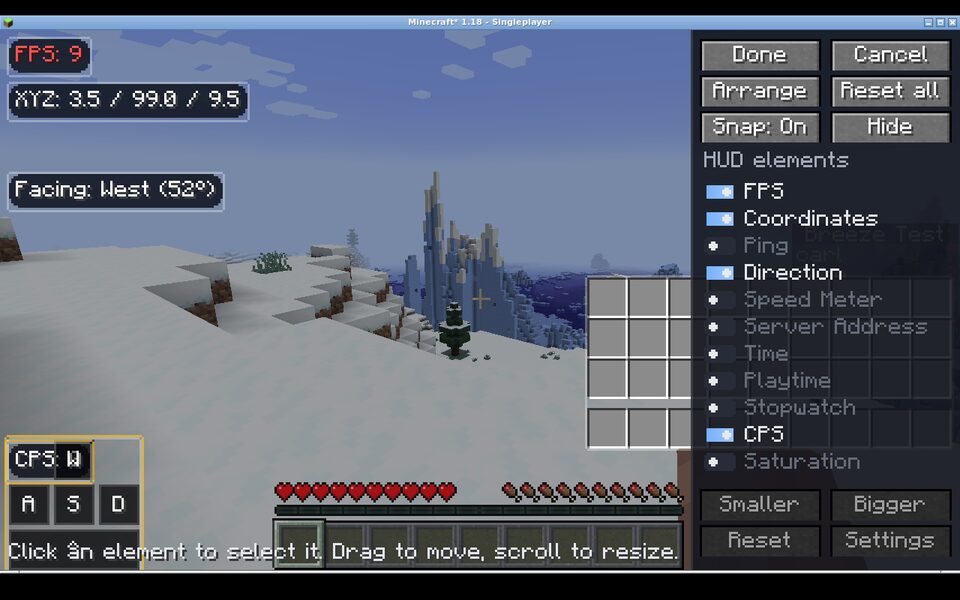 Minecraft* 1.18 - Singleplayer
FPS: 9
XYZ: 3.5 / 99.0 / 9.5
Facing: West (52°)
Done
Cancel
Arrange
Reset all
Snap: On
Hide
HUD elements
FPS
Coordinates
Ping
Breeze Test
Direction
Speed Meter
Server Address
Time
Playtime
Stopwatch
CPS
Saturation
CPS W
A S D
Smaller
Bigger
Reset
Settings
Click an element to select it. Drag to move, scroll to resize.